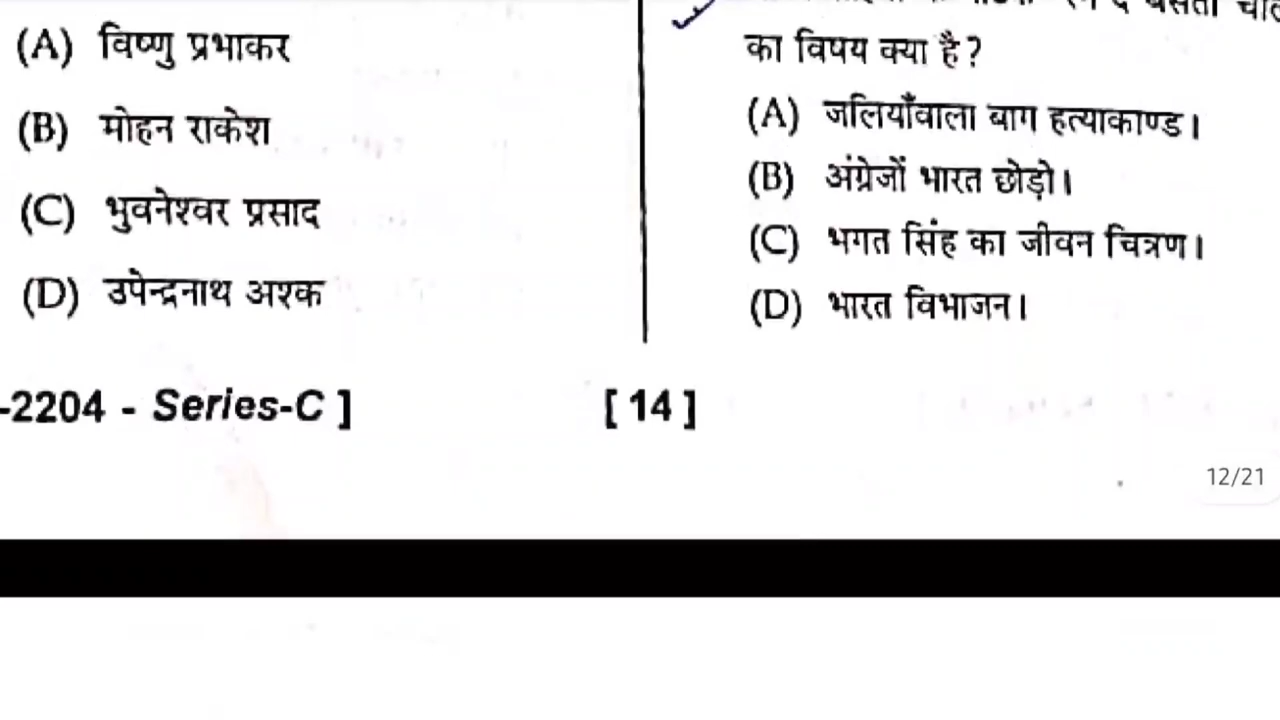 (A) विष्णु प्रभाकर
(B) मोहन राकेश
(C) भुवनेश्वर प्रसाद
(D) उपेन्द्रनाथ अश्क
का विषय क्या है?
(A) जलियाँवाला बाग हत्याकाण्ड।
(B) अंग्रेजों भारत छोड़ो।
(C) भगत सिंह का जीवन चित्रण।
(D) भारत विभाजन।
-2204 - Series-C ]
[ 14 ]
12/21